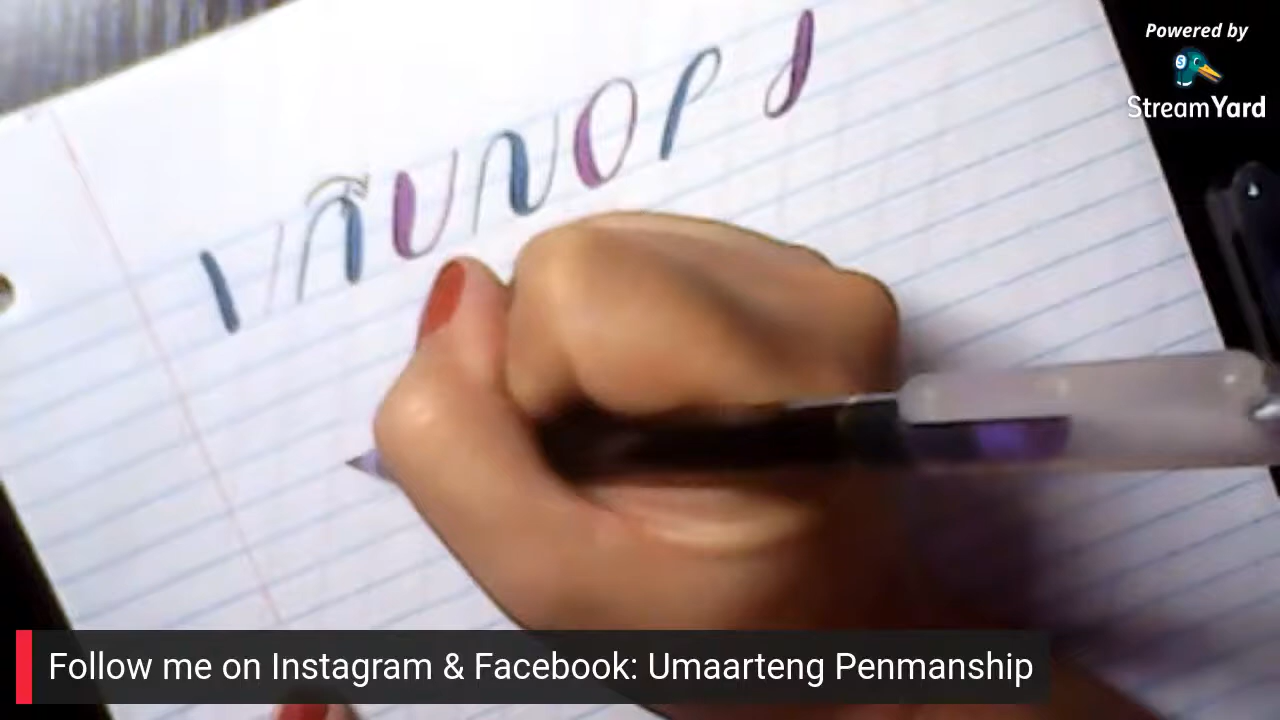 Powered by
StreamYard
Follow me on Instagram & Facebook: Umaarteng Penmanship